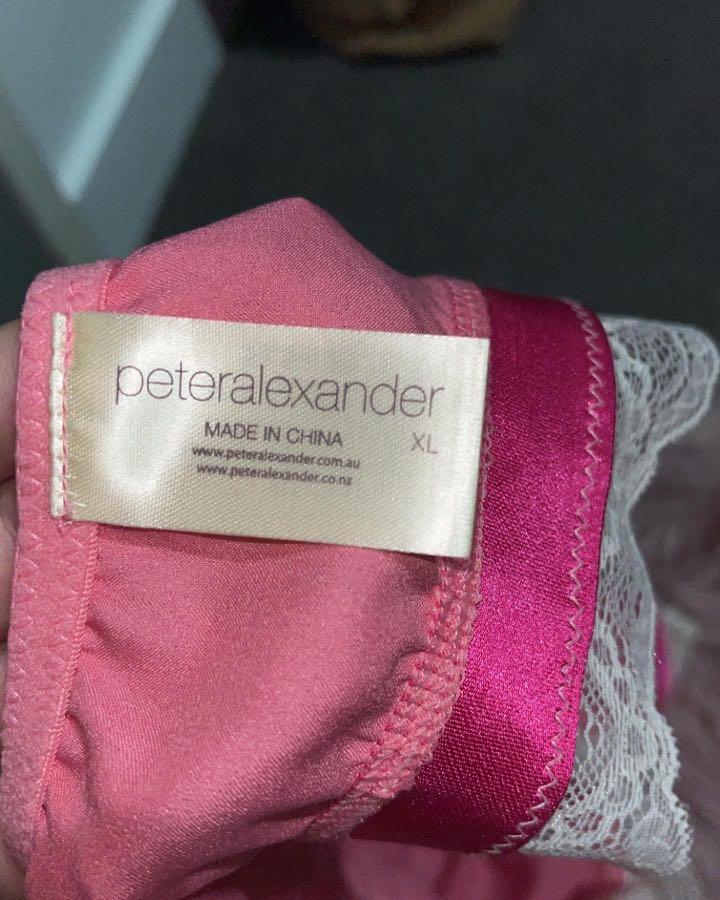 peteralexander
MADE IN CHINA XL
www.peteralexander.com.au
www.peteralexander.co.nz